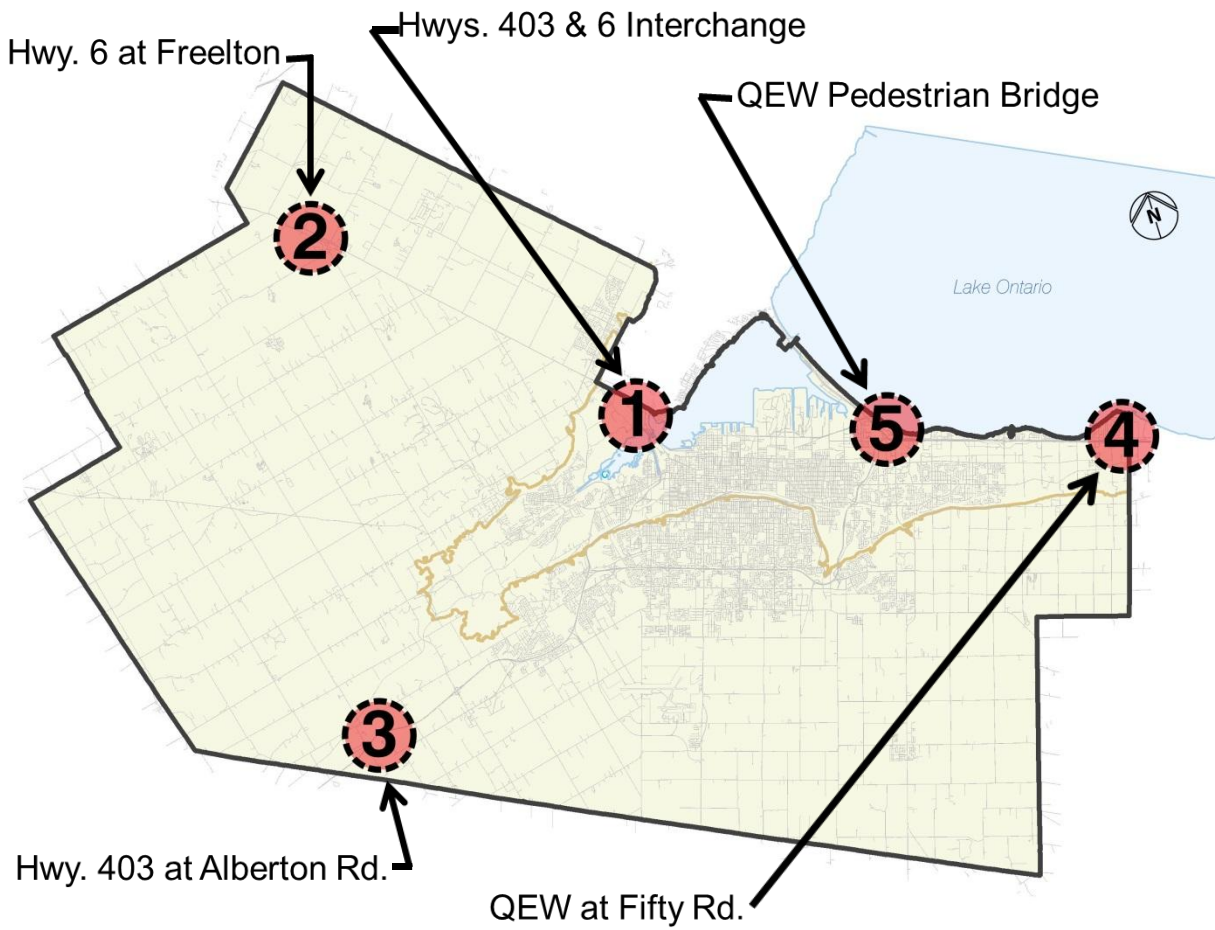 Hwys. 403 & 6 Interchange
Hwy. 6 at Freelton
QEW Pedestrian Bridge
N
2
Lake Ontario
1
5
4
3
Hwy. 403 at Alberton Rd.
QEW at Fifty Rd.